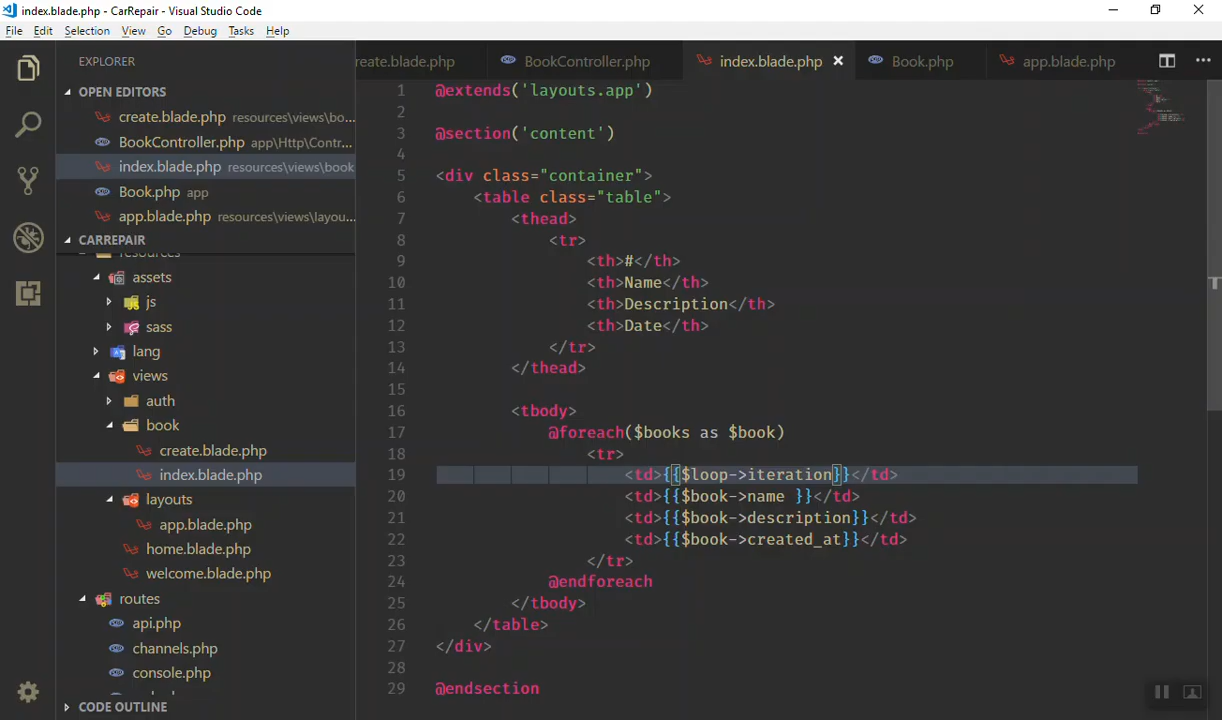 index.blade.php - CarRepair - Visual Studio Code
File Edit Selection View Go Debug Tasks Help
EXPLORER
OPEN EDITORS
create.blade.php resources\views\bo...
BookController.php app\Http\Contr...
index.blade.php resources\views\book
Book.php app
app.blade.php resources\views\layou...
CARREPAIR
resources
assets
js
sass
lang
views
auth
book
create.blade.php
index.blade.php
layouts
app.blade.php
home.blade.php
welcome.blade.php
routes
api.php
channels.php
console.php
CODE OUTLINE
reate.blade.php BookController.php index.blade.php Book.php app.blade.php
1 @extends('layouts.app')
2
3 @section('content')
4
5 <div class="container">
6 <table class="table">
7 <thead>
8 <tr>
9 <th>#</th>
10 <th>Name</th>
11 <th>Description</th>
12 <th>Date</th>
13 </tr>
14 </thead>
15
16 <tbody>
17 @foreach($books as $book)
18 <tr>
19 <td>{{$loop->iteration}}</td>
20 <td>{{$book->name }}</td>
21 <td>{{$book->description}}</td>
22 <td>{{$book->created_at}}</td>
23 </tr>
24 @endforeach
25 </tbody>
26 </table>
27 </div>
28
29 @endsection